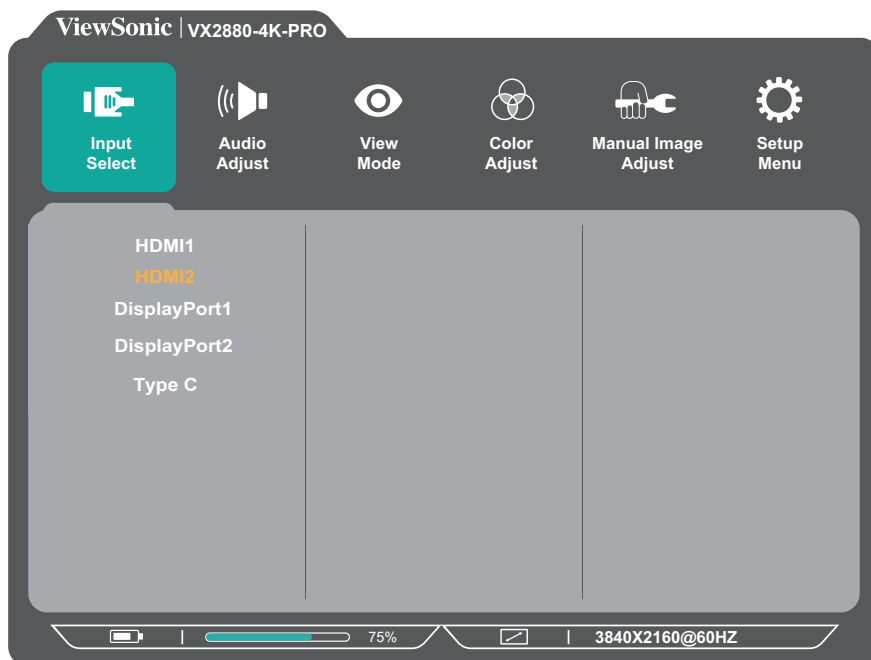 ViewSonic | VX2880-4K-PRO
Input Select
Audio Adjust
View Mode
Color Adjust
Manual Image Adjust
Setup Menu
HDMI1
HDMI2
DisplayPort1
DisplayPort2
Type C
75%
3840X2160@60HZ